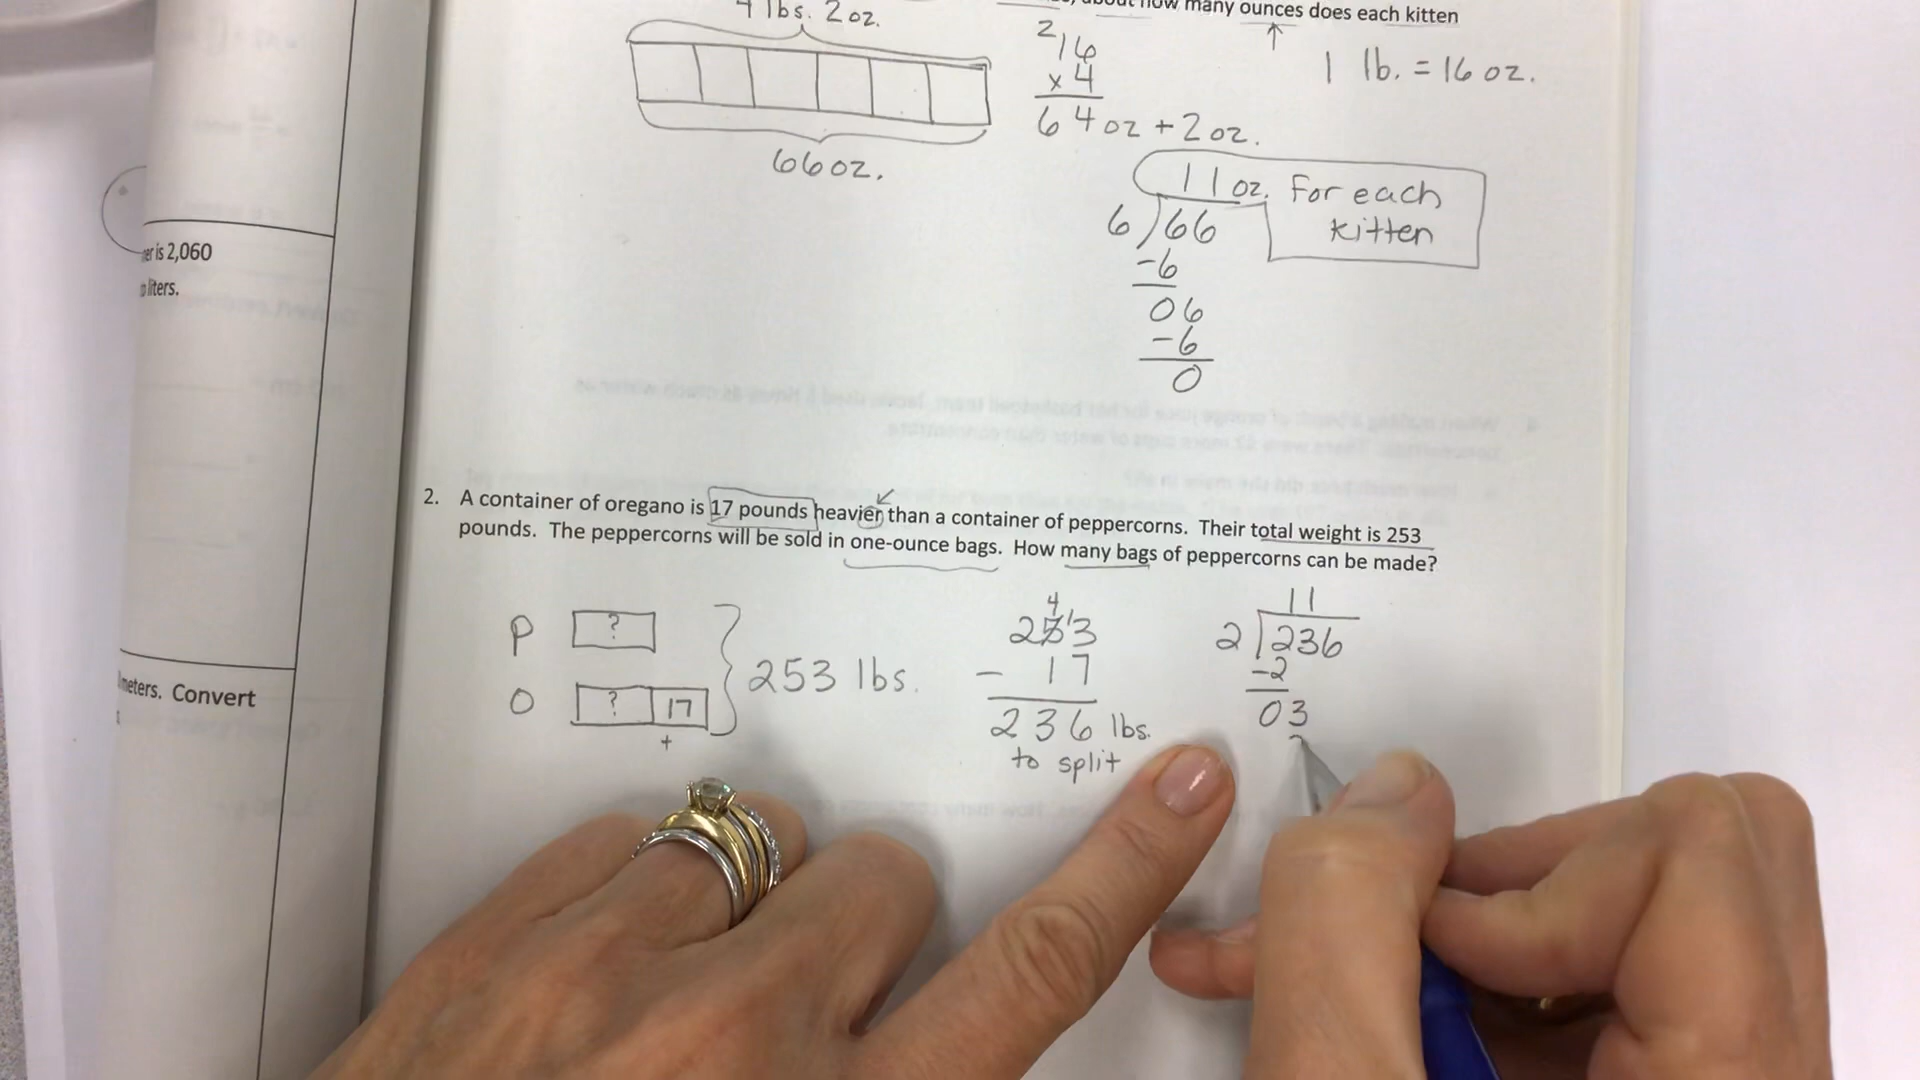 how many ounces does each kitten
4 lbs. 2 oz.
66 oz.
2
16
x 4
64 oz + 2 oz.
1 lb. = 16 oz.
11 oz. For each
kitten
6 ) 66
-6
06
-6
0
is 2,060
liters.
meters. Convert
2. A container of oregano is 17 pounds heavier than a container of peppercorns. Their total weight is 253
pounds. The peppercorns will be sold in one-ounce bags. How many bags of peppercorns can be made?
P ?
O ? 17
+
253 lbs.
4 1
253
- 17
236 lbs.
to split
11
2 ) 236
-2
03